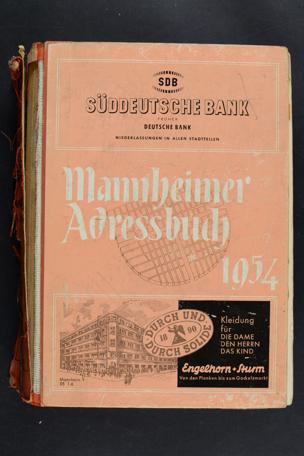 SDB
SÜDDEUTSCHE BANK
FRÜHER
DEUTSCHE BANK
NIEDERLASSUNGEN IN ALLEN STADTTEILEN
Mannheimer
Adressbuch
1954
DURCH UND
DURCH SOLIDE
1890
Kleidung
für
DIE DAME
DEN HERRN
DAS KIND
Engelhorn + Sturm
Von den Planken bis zum Gockelsmarkt
Mannheim